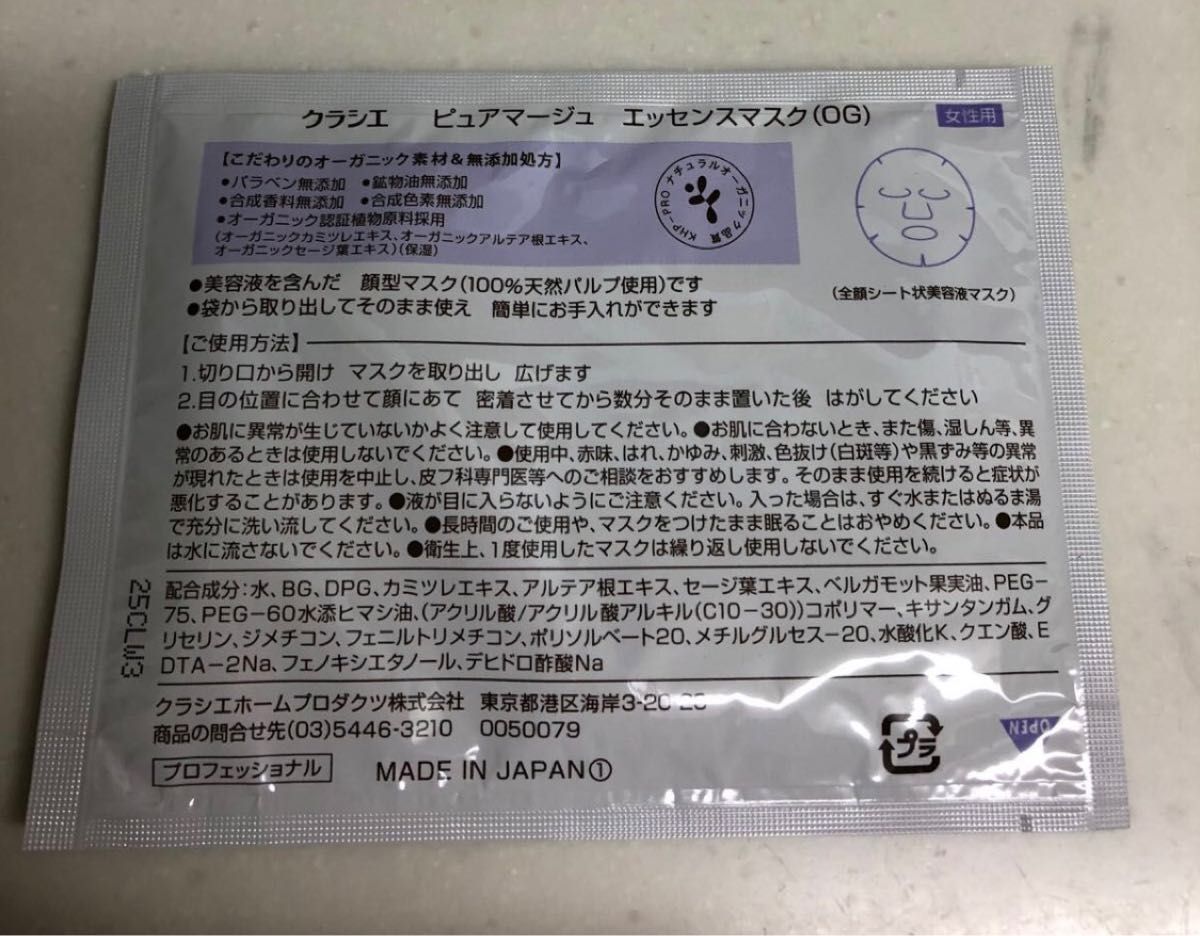 クラシエ ピュアマージュ エッセンスマスク(OG)
女性用
【こだわりのオーガニック素材&無添加処方】
●パラベン無添加 ●鉱物油無添加
●合成香料無添加 ●合成色素無添加
●オーガニック認証植物原料採用
(オーガニックカミツレエキス、オーガニックアルテア根エキス、
オーガニックセージ葉エキス)(保湿)
KHP-PRO ナチュラルオーガニック品質
●美容液を含んだ 顔型マスク(100%天然パルプ使用)です
●袋から取り出してそのまま使え 簡単にお手入れができます
(全顔シート状美容液マスク)
【ご使用方法】
1.切り口から開け マスクを取り出し 広げます
2.目の位置に合わせて顔にあて 密着させてから数分そのまま置いた後 はがしてください
●お肌に異常が生じていないかよく注意して使用してください。●お肌に合わないとき、また傷、湿しん等、異
常のあるときは使用しないでください。●使用中、赤味、はれ、かゆみ、刺激、色抜け(白斑等)や黒ずみ等の異常
が現れたときは使用を中止し、皮フ科専門医等へのご相談をおすすめします。そのまま使用を続けると症状が
悪化することがあります。●液が目に入らないようにご注意ください。入った場合は、すぐ水またはぬるま湯
で充分に洗い流してください。●長時間のご使用や、マスクをつけたまま眠ることはおやめください。●本品
は水に流さないでください。●衛生上、1度使用したマスクは繰り返し使用しないでください。
配合成分:水、BG、DPG、カミツレエキス、アルテア根エキス、セージ葉エキス、ベルガモット果実油、PEG-
75、PEG-60水添ヒマシ油、(アクリル酸/アクリル酸アルキル(C10-30))コポリマー、キサンタンガム、グ
リセリン、ジメチコン、フェニルトリメチコン、ポリソルベート20、メチルグルセス-20、水酸化K、クエン酸、E
DTA-2Na、フェノキシエタノール、デヒドロ酢酸Na
25CLW3
クラシエホームプロダクツ株式会社 東京都港区海岸3-20-20
商品の問合せ先(03)5446-3210 0050079
プロフェッショナル MADE IN JAPAN①
プラ
OPEN